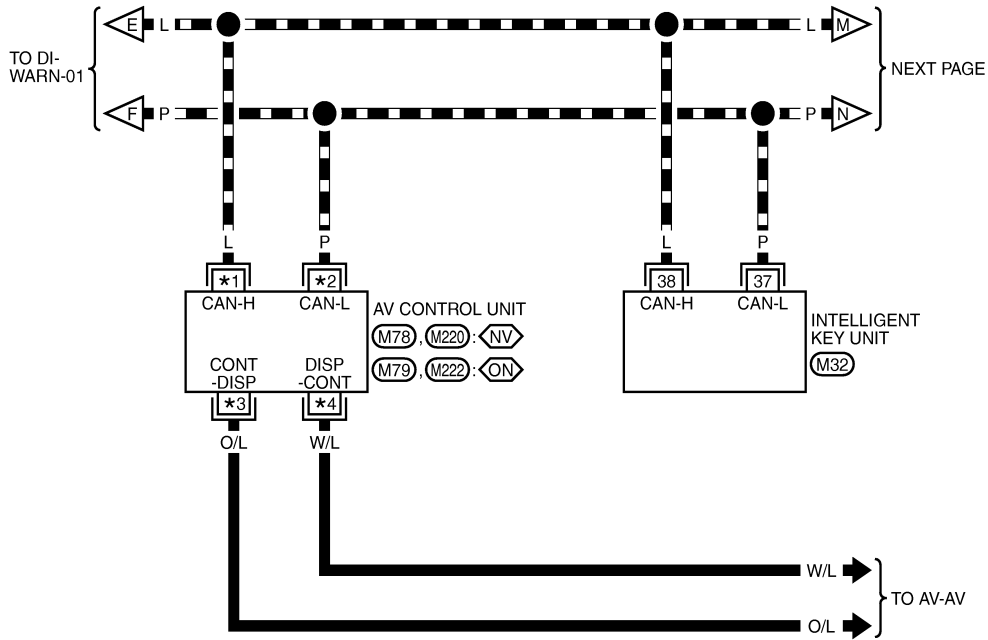 E L L M
TO DI-
WARN-01
NEXT PAGE
F P P N
L P L P
*1 *2 38 37
CAN-H CAN-L CAN-H CAN-L
AV CONTROL UNIT
M78 , M220 : NV
M79 , M222 : ON
INTELLIGENT
KEY UNIT
M32
CONT
-DISP
DISP
-CONT
*3 *4
O/L W/L
W/L
TO AV-AV
O/L